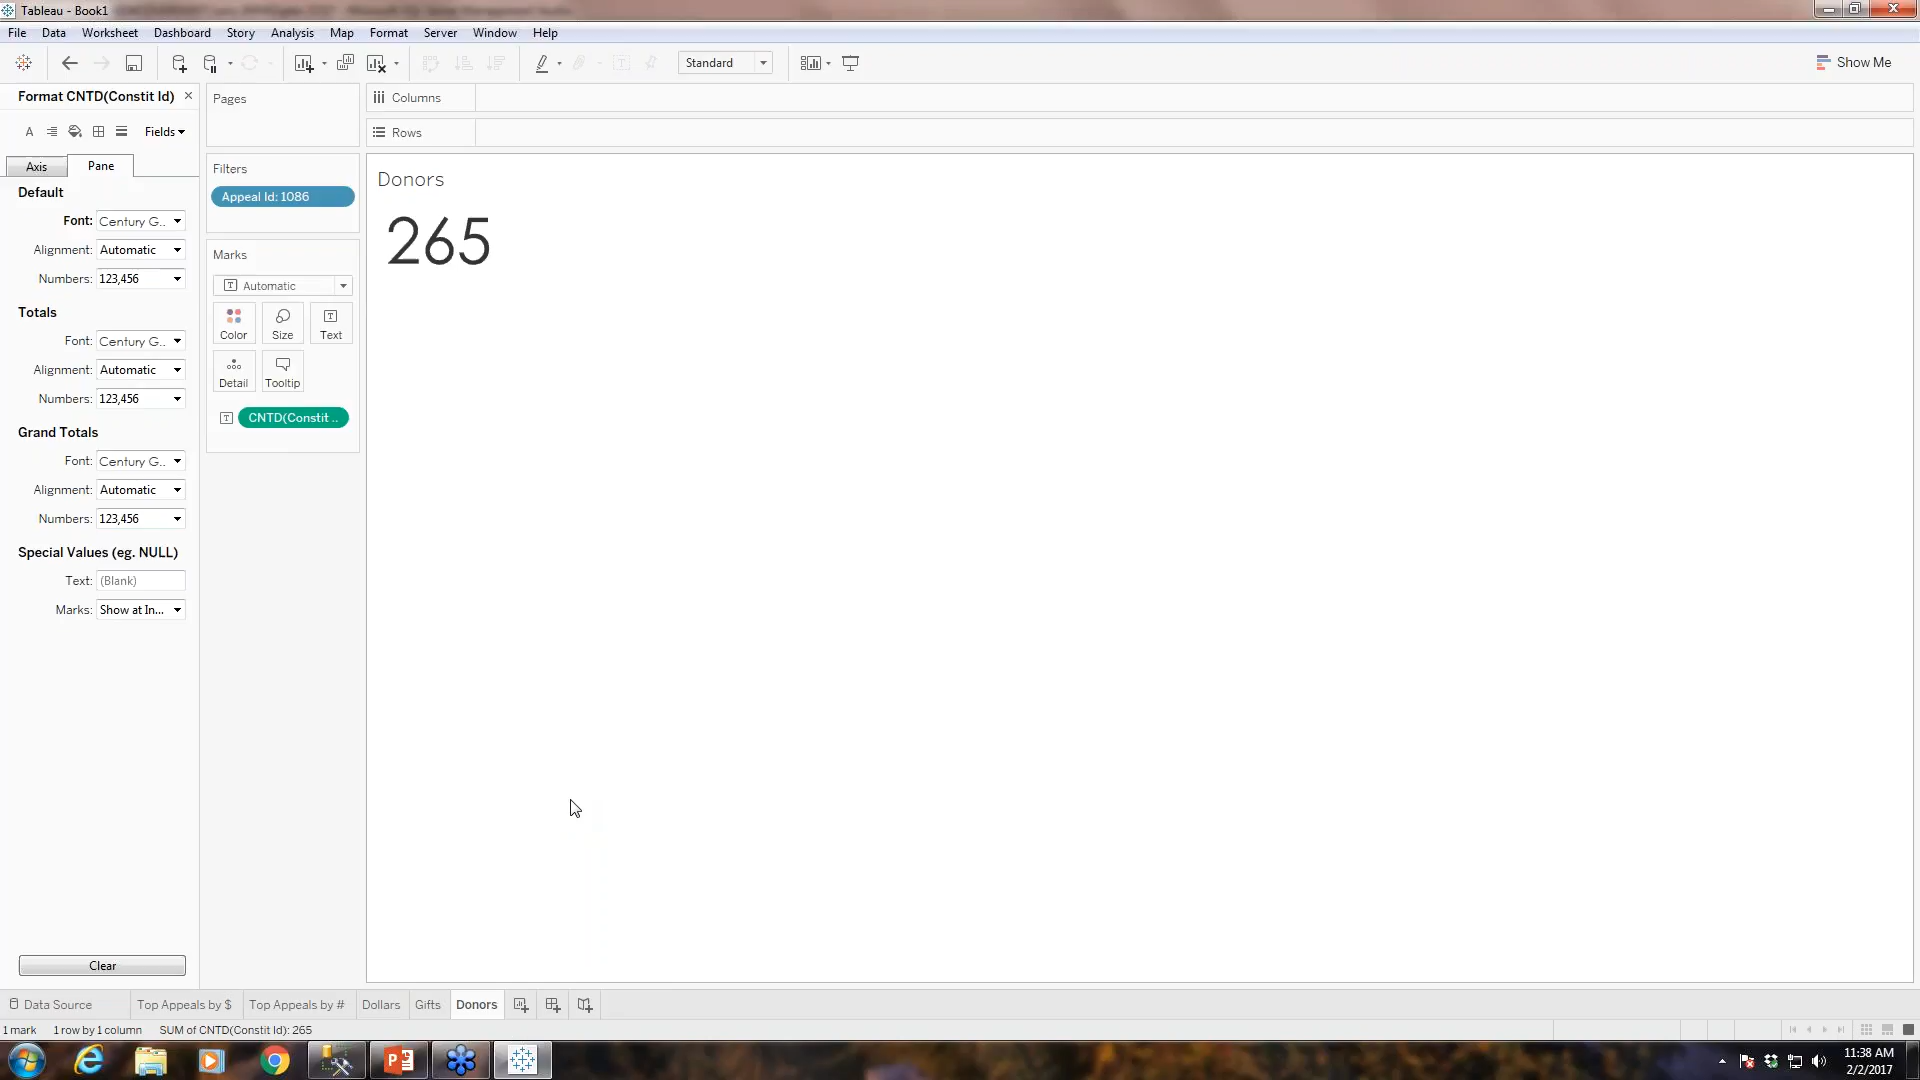 Tableau - Book1
File Data Worksheet Dashboard Story Analysis Map Format Server Window Help
Standard
Show Me
Format CNTD(Constit Id)
Fields
Axis
Pane
Default
Font: Century G..
Alignment: Automatic
Numbers: 123,456
Totals
Font: Century G..
Alignment: Automatic
Numbers: 123,456
Grand Totals
Font: Century G..
Alignment: Automatic
Numbers: 123,456
Special Values (eg. NULL)
Text: (Blank)
Marks: Show at In...
Clear
Pages
Filters
Appeal Id: 1086
Marks
Automatic
Color Size Text
Detail Tooltip
CNTD(Constit ..
Columns
Rows
Donors
265
Data Source Top Appeals by $ Top Appeals by # Dollars Gifts Donors
1 mark 1 row by 1 column SUM of CNTD(Constit Id): 265
11:38 AM
2/2/2017